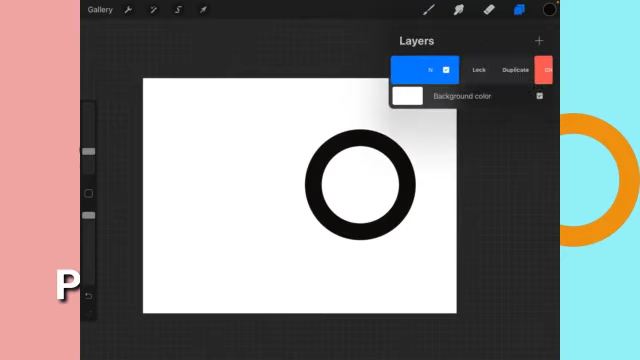 Gallery
Layers
N
Lock
Duplicate
Background color
P